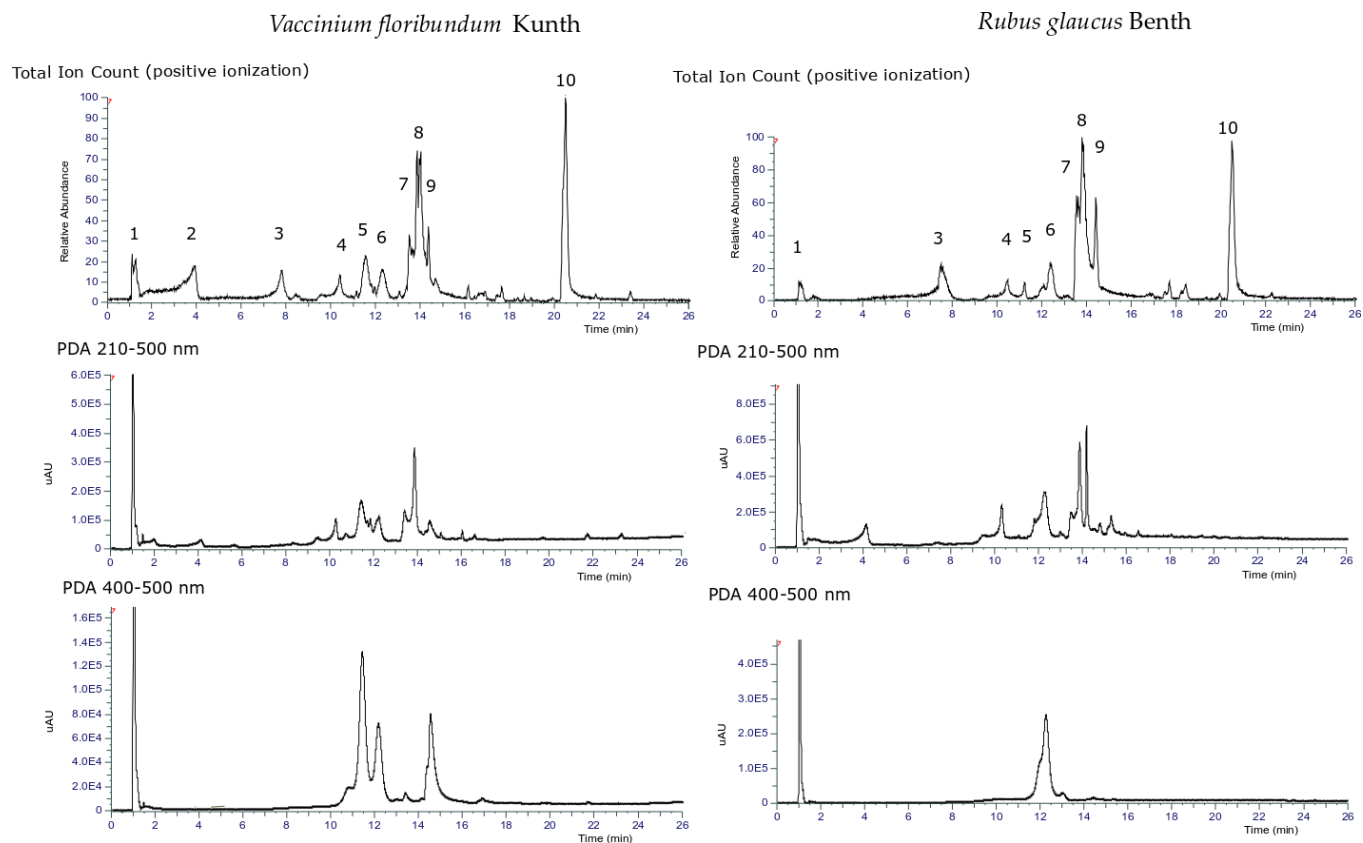 Vaccinium floribundum Kunth
Total Ion Count (positive ionization)
10
100
90
80
70
60
50
40
30
20
10
0
Relative Abundance
1
2
3
4
5
6
7
8
9
0 2 4 6 8 10 12 14 16 18 20 22 24 26
Time (min)
PDA 210-500 nm
6.0E5
5.0E5
4.0E5
3.0E5
2.0E5
1.0E5
0
uAU
0 2 4 6 8 10 12 14 16 18 20 22 24 26
Time (min)
PDA 400-500 nm
1.6E5
1.4E5
1.2E5
1.0E5
8.0E4
6.0E4
4.0E4
2.0E4
0
uAU
0 2 4 6 8 10 12 14 16 18 20 22 24 26
Time (min)
Rubus glaucus Benth
Total Ion Count (positive ionization)
100
80
60
40
20
0
Relative Abundance
1
3
4
5
6
7
8
9
10
0 2 4 6 8 10 12 14 16 18 20 22 24 26
Time (min)
PDA 210-500 nm
8.0E5
6.0E5
4.0E5
2.0E5
0
uAU
0 2 4 6 8 10 12 14 16 18 20 22 24 26
Time (min)
PDA 400-500 nm
4.0E5
3.0E5
2.0E5
1.0E5
0
uAU
0 2 4 6 8 10 12 14 16 18 20 22 24 26
Time (min)